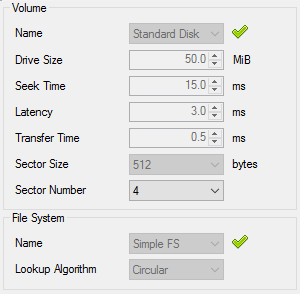 Volume
Name Standard Disk
Drive Size 50.0 MiB
Seek Time 15.0 ms
Latency 3.0 ms
Transfer Time 0.5 ms
Sector Size 512 bytes
Sector Number 4
File System
Name Simple FS
Lookup Algorithm Circular